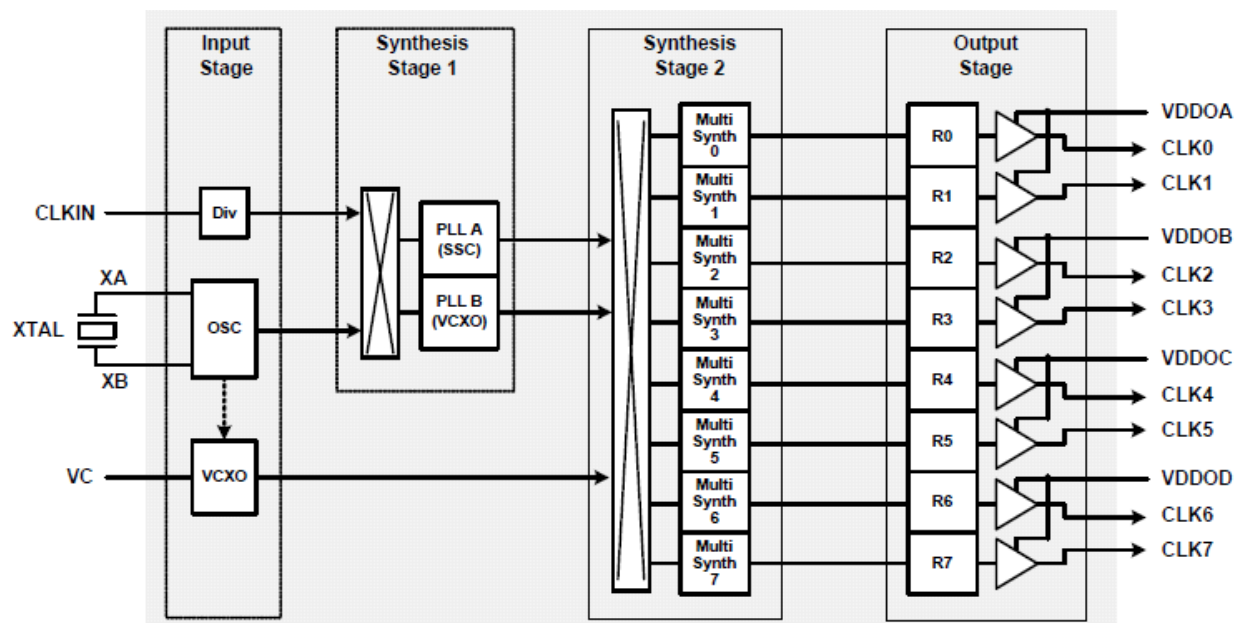 Input
Stage
Synthesis
Stage 1
Synthesis
Stage 2
Output
Stage
CLKIN
Div
XA
XTAL
XB
OSC
VC
VCXO
PLL A
(SSC)
PLL B
(VCXO)
Multi
Synth
0
Multi
Synth
1
Multi
Synth
2
Multi
Synth
3
Multi
Synth
4
Multi
Synth
5
Multi
Synth
6
Multi
Synth
7
R0
R1
R2
R3
R4
R5
R6
R7
VDDOA
CLK0
CLK1
VDDOB
CLK2
CLK3
VDDOC
CLK4
CLK5
VDDOD
CLK6
CLK7